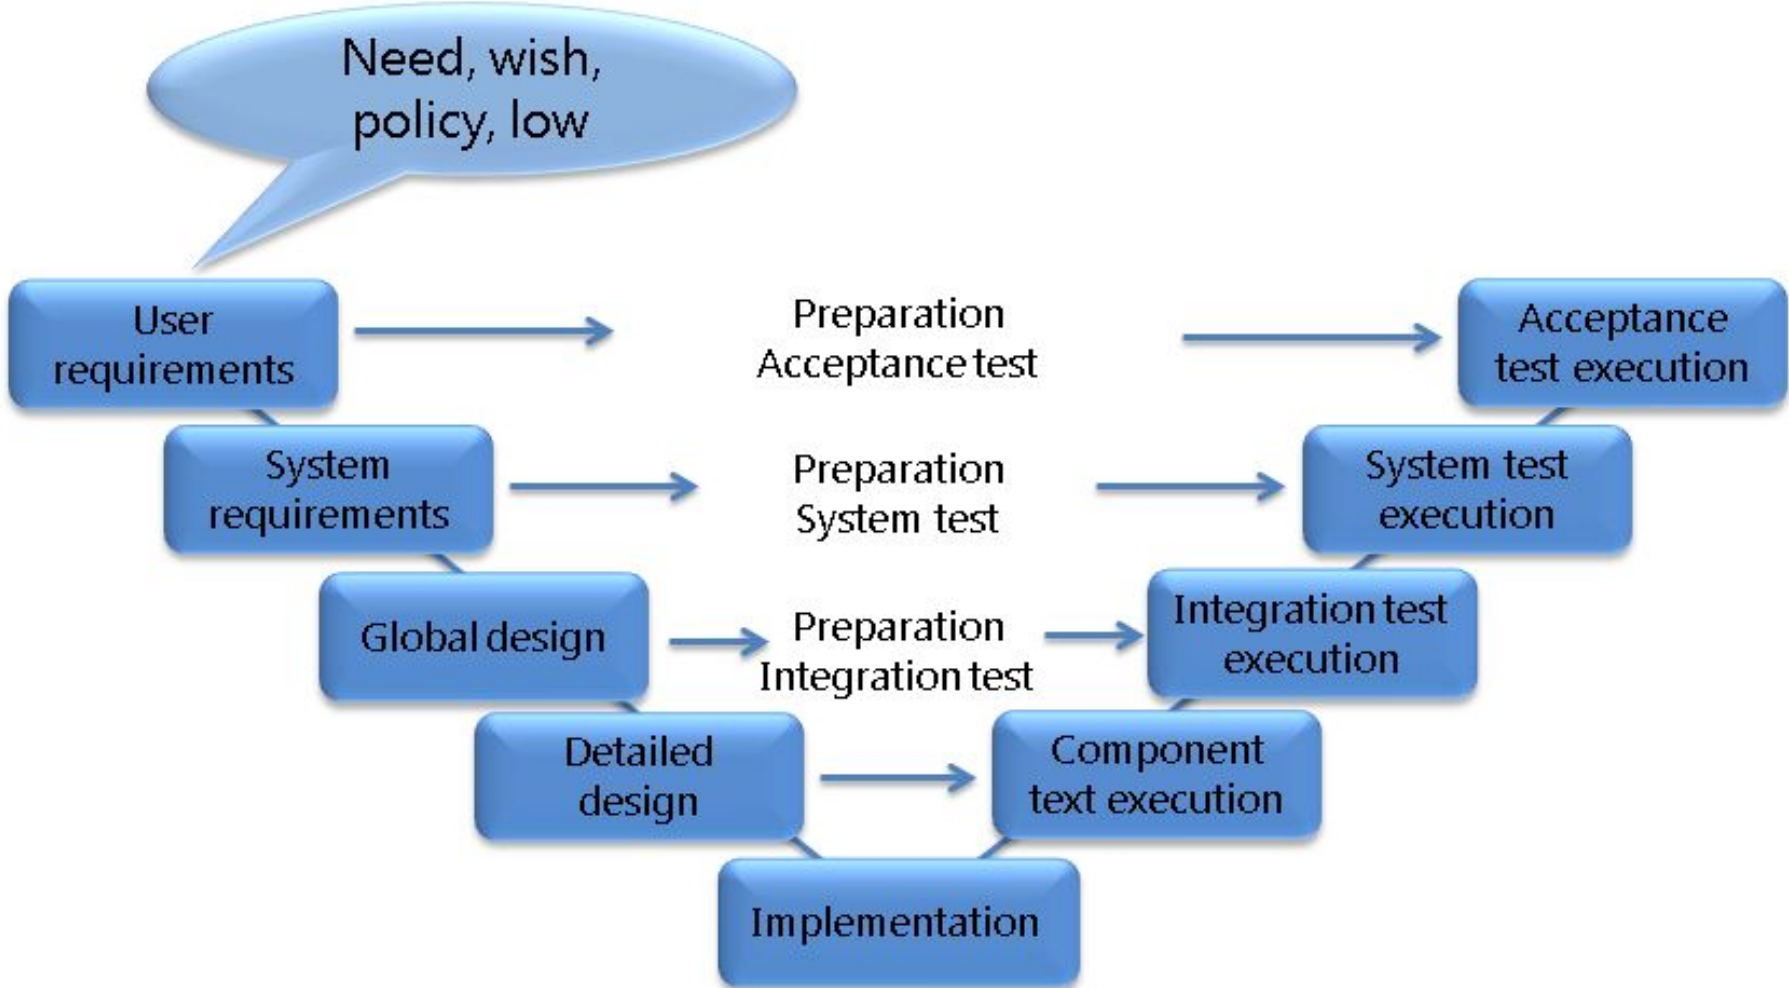 Need, wish,
policy, low
User
requirements
Preparation
Acceptance test
Acceptance
test execution
System
requirements
Preparation
System test
System test
execution
Global design
Preparation
Integration test
Integration test
execution
Detailed
design
Component
text execution
Implementation